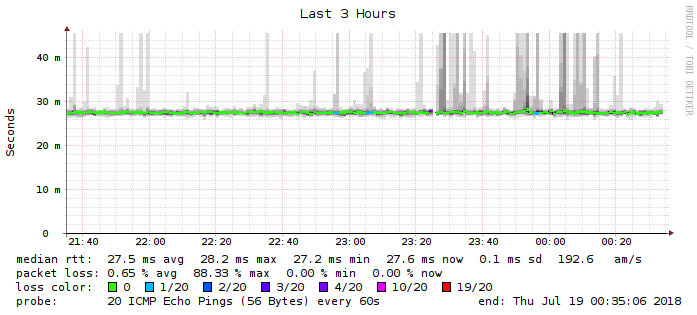 Last 3 Hours
RRDTOOL / TOBI OETIKER
Seconds
40 m
30 m
20 m
10 m
0
21:40 22:00 22:20 22:40 23:00 23:20 23:40 00:00 00:20
median rtt: 27.5 ms avg 28.2 ms max 27.2 ms min 27.6 ms now 0.1 ms sd 192.6 am/s
packet loss: 0.65 % avg 88.33 % max 0.00 % min 0.00 % now
loss color: 0 1/20 2/20 3/20 4/20 10/20 19/20
probe: 20 ICMP Echo Pings (56 Bytes) every 60s end: Thu Jul 19 00:35:06 2018